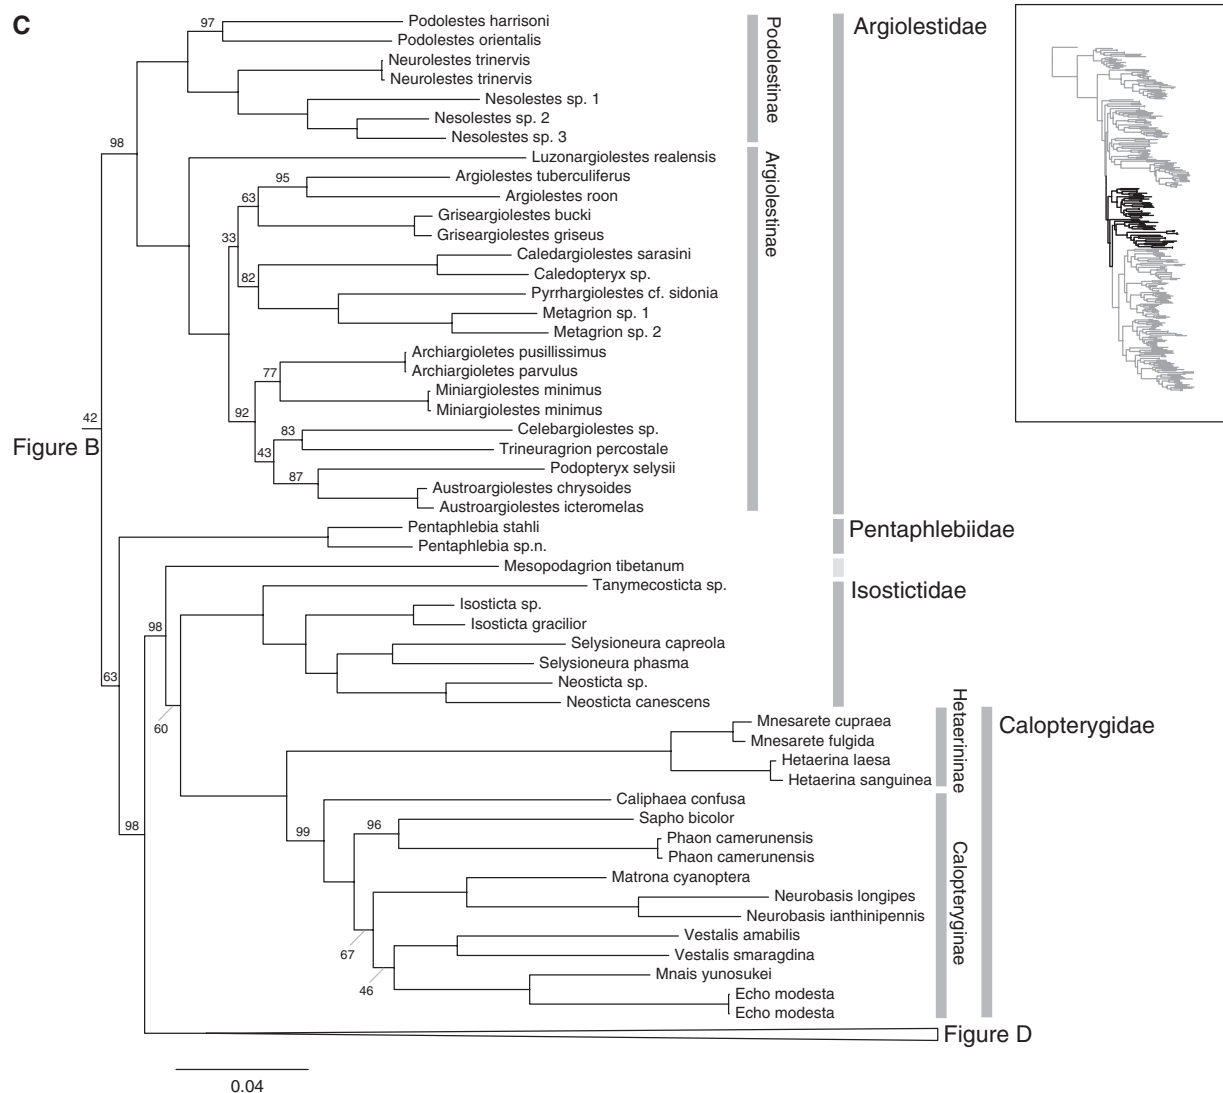 C
97
Podolestes harrisoni
Podolestes orientalis
Neurolestes trinervis
Neurolestes trinervis
Nesolestes sp. 1
Nesolestes sp. 2
Nesolestes sp. 3
Podolestinae
Argiolestidae
98
Luzonargiolestes realensis
95
Argiolestes tuberculiferus
63
Argiolestes roon
Griseargiolestes bucki
Griseargiolestes griseus
33
Caledargiolestes sarasini
82
Caledopteryx sp.
Pyrrhargiolestes cf. sidonia
Metagrion sp. 1
Metagrion sp. 2
Argiolestinae
Archiargioletes pusillissimus
77
Archiargioletes parvulus
Miniargiolestes minimus
Miniargiolestes minimus
92
42
Figure B
83
Celebargiolestes sp.
43
Trineuragrion percostale
87
Podopteryx selysii
Austroargiolestes chrysoides
Austroargiolestes icteromelas
Pentaphlebia stahli
Pentaphlebia sp.n.
Pentaphlebiidae
Mesopodagrion tibetanum
Tanymecosticta sp.
Isostictidae
Isosticta sp.
Isosticta gracilior
98
Selysioneura capreola
Selysioneura phasma
63
Neosticta sp.
Neosticta canescens
60
Mnesarete cupraea
Mnesarete fulgida
Hetaerina laesa
Hetaerina sanguinea
Hetaerininae
Calopterygidae
Caliphaea confusa
98
99
96
Sapho bicolor
Phaon camerunensis
Phaon camerunensis
Matrona cyanoptera
Neurobasis longipes
Neurobasis ianthinipennis
Calopteryginae
67
Vestalis amabilis
Vestalis smaragdina
46
Mnais yunosukei
Echo modesta
Echo modesta
Figure D
0.04